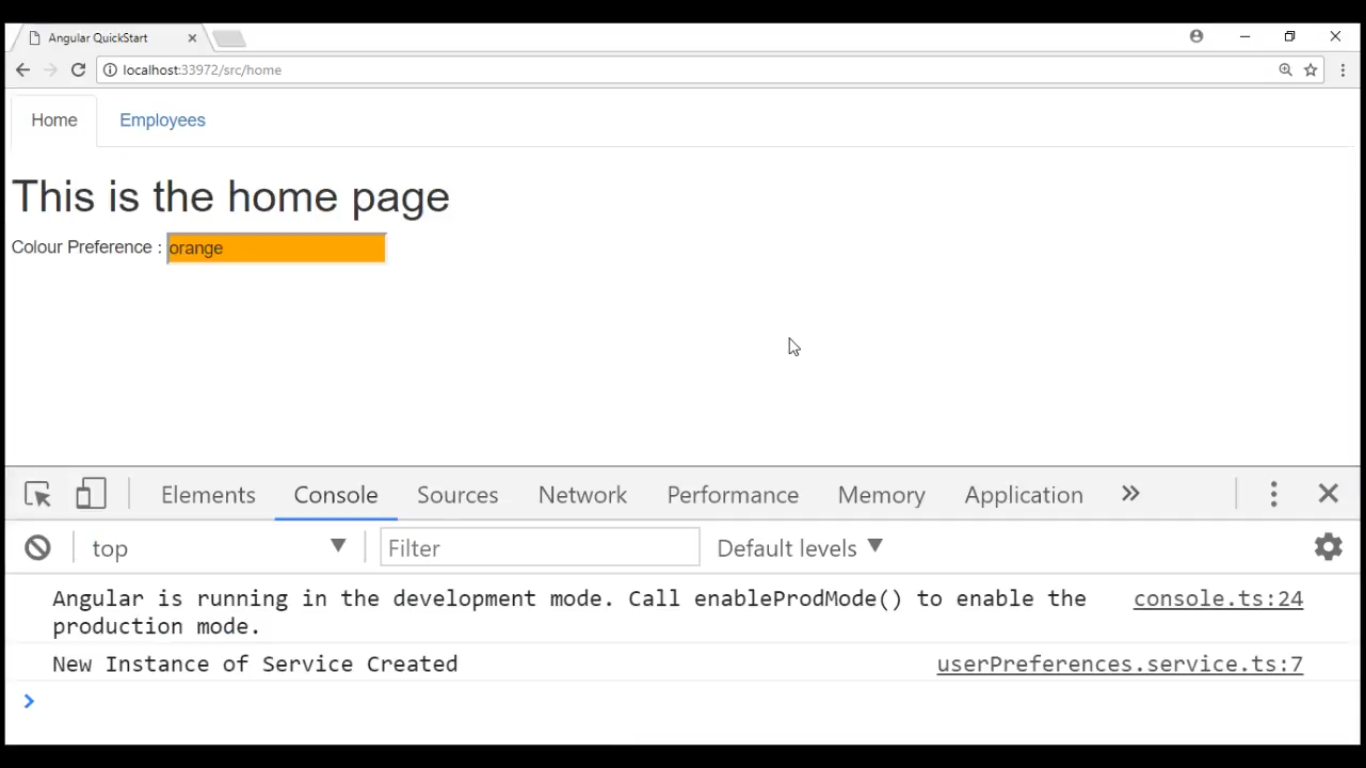 Angular QuickStart
localhost:33972/src/home
Home Employees
This is the home page
Colour Preference : orange
Elements Console Sources Network Performance Memory Application
top Filter Default levels
Angular is running in the development mode. Call enableProdMode() to enable the console.ts:24
production mode.
New Instance of Service Created userPreferences.service.ts:7